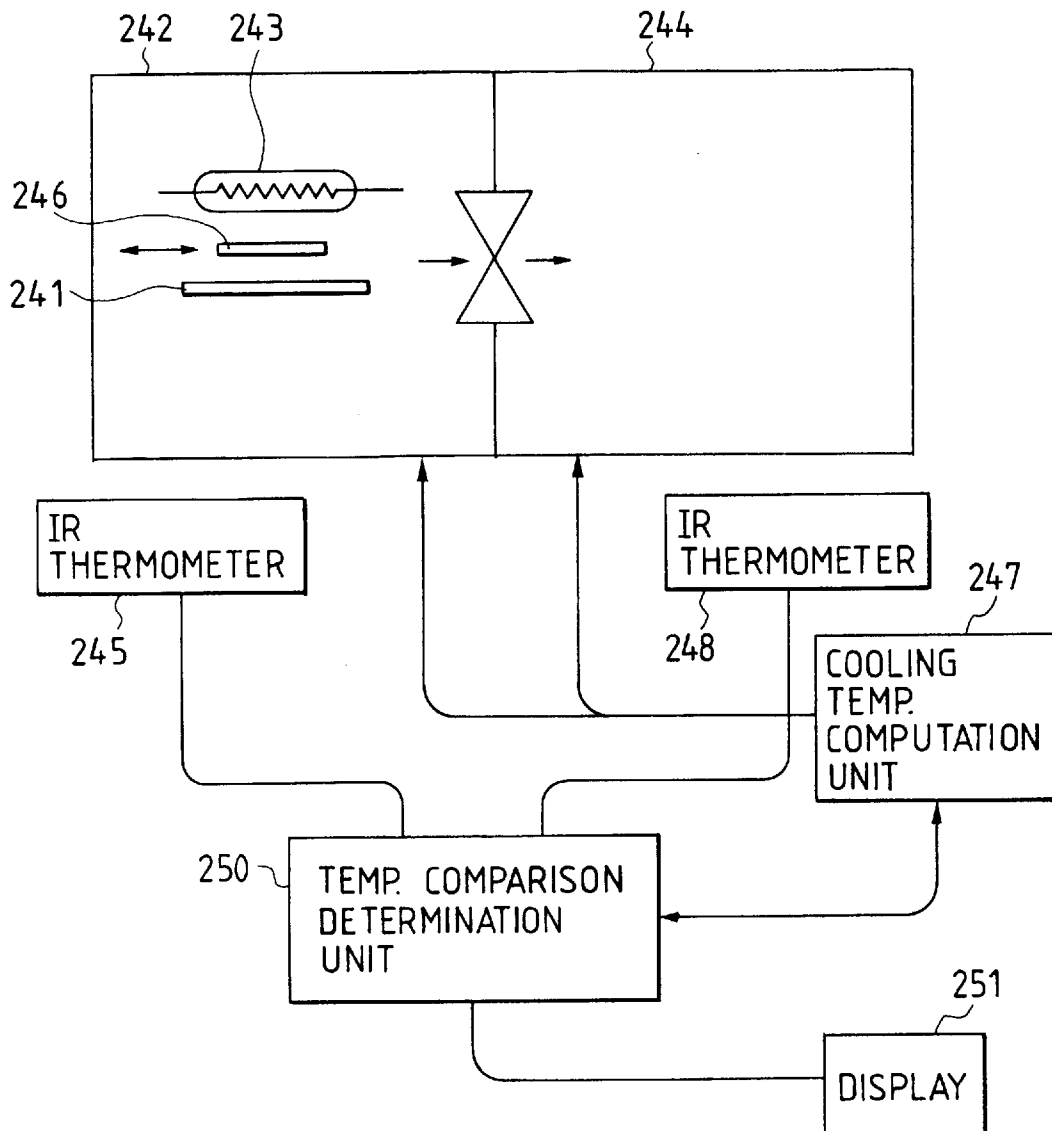 242
243
244
246
241
IR
THERMOMETER
245
IR
THERMOMETER
248
247
COOLING
TEMP.
COMPUTATION
UNIT
250
TEMP. COMPARISON
DETERMINATION
UNIT
251
DISPLAY